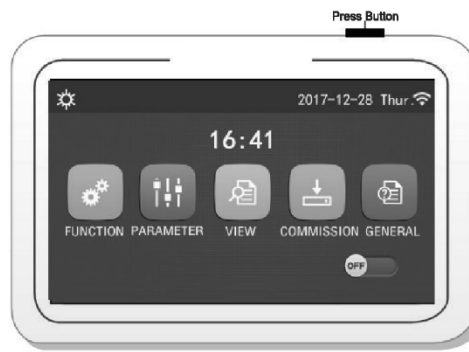 Press Button
2017-12-28 Thur.
16:41
FUNCTION PARAMETER VIEW COMMISSION GENERAL
OFF